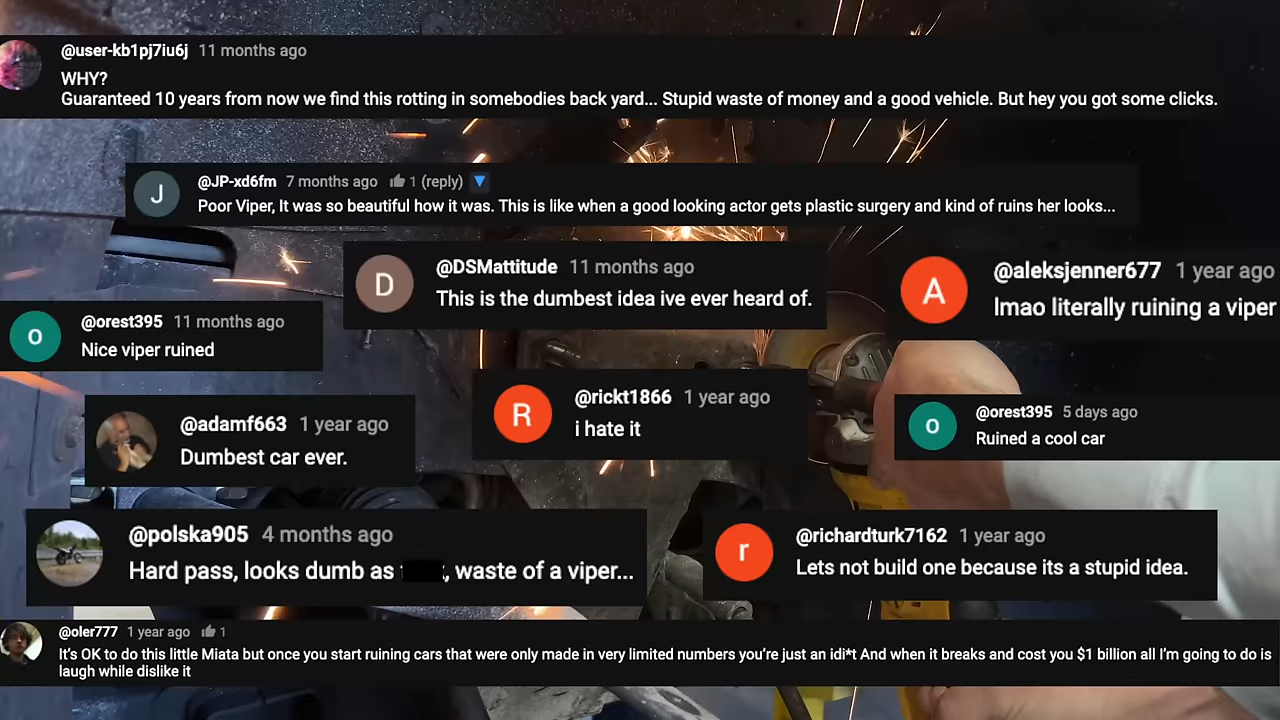 @user-kb1pj7iu6j 11 months ago
WHY?
Guaranteed 10 years from now we find this rotting in somebodies back yard... Stupid waste of money and a good vehicle. But hey you got some clicks.
J
@JP-xd6fm 7 months ago 1 (reply)
Poor Viper, It was so beautiful how it was. This is like when a good looking actor gets plastic surgery and kind of ruins her looks...
D
@DSMattitude 11 months ago
This is the dumbest idea ive ever heard of.
A
@aleksjenner677 1 year ago
lmao literally ruining a viper
o
@orest395 11 months ago
Nice viper ruined
@adamf663 1 year ago
Dumbest car ever.
R
@rickt1866 1 year ago
i hate it
o
@orest395 5 days ago
Ruined a cool car
@polska905 4 months ago
Hard pass, looks dumb as , waste of a viper...
r
@richardturk7162 1 year ago
Lets not build one because its a stupid idea.
@oler777 1 year ago 1
It's OK to do this little Miata but once you start ruining cars that were only made in very limited numbers you're just an idi*t And when it breaks and cost you $1 billion all I'm going to do is
laugh while dislike it